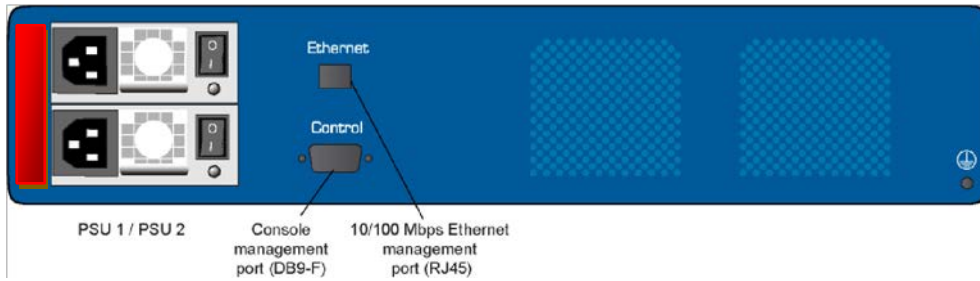 Ethernet
Control
PSU 1 / PSU 2
Console
management
port (DB9-F)
10/100 Mbps Ethernet
management
port (RJ45)